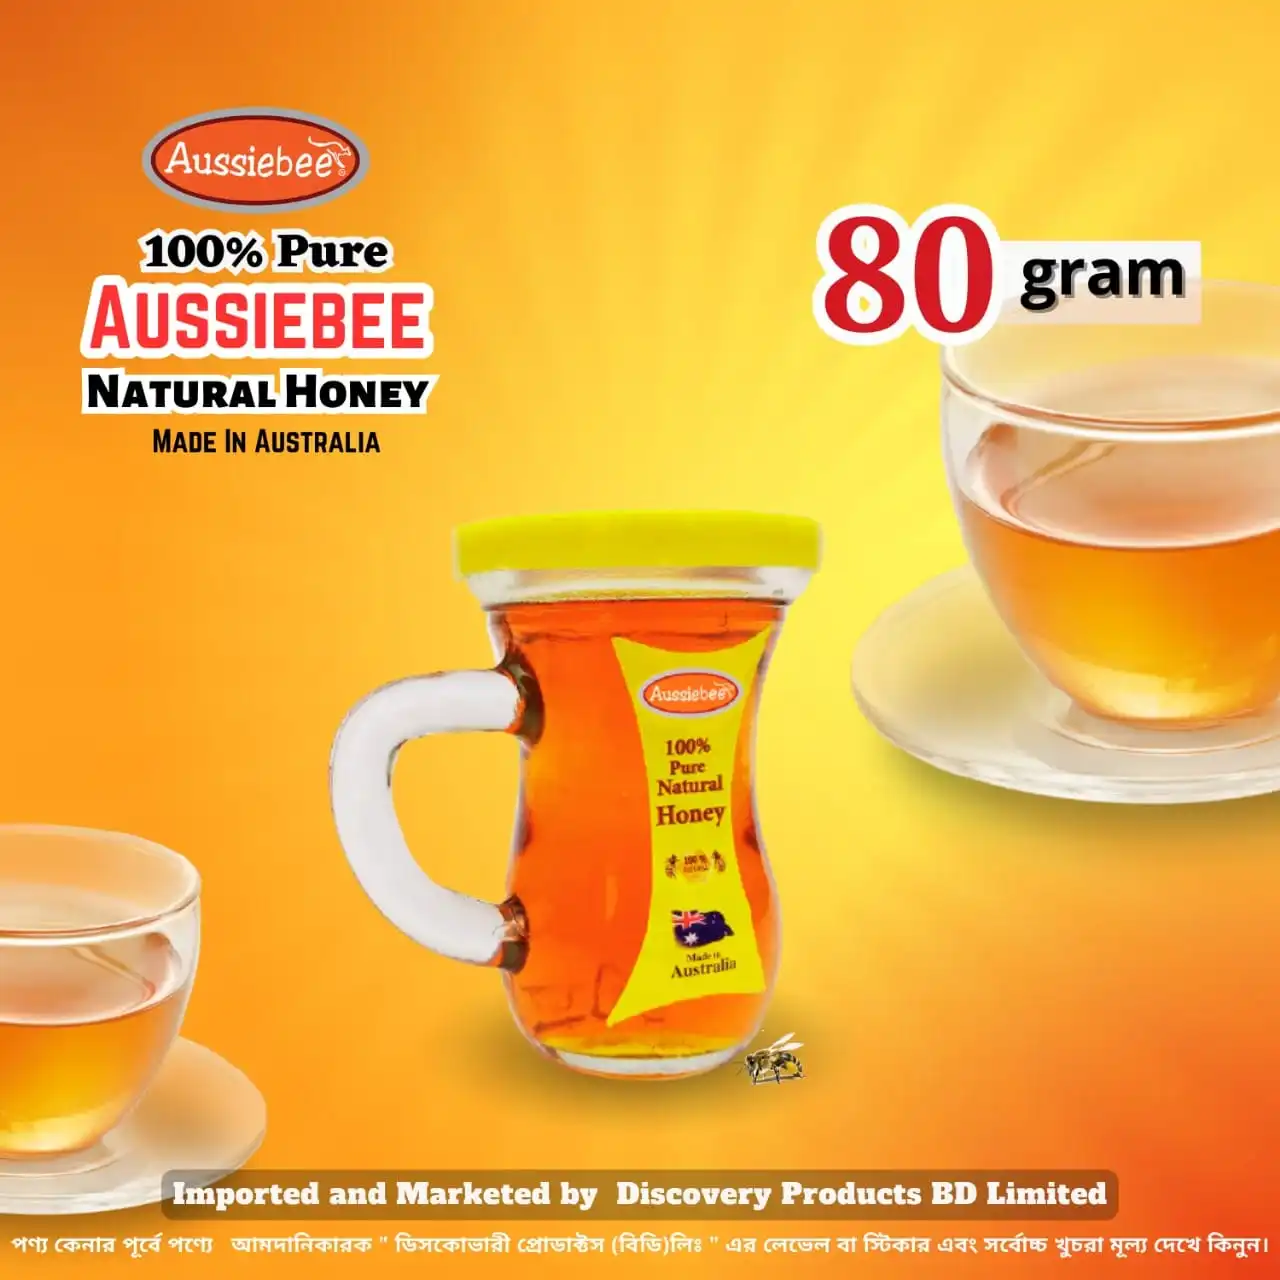 Aussiebee
100% Pure
AUSSIEBEE
NATURAL HONEY
MADE IN AUSTRALIA
80 gram
Aussiebee
100%
Pure
Natural
Honey
100 %
Made in
Australia
Imported and Marketed by Discovery Products BD Limited
পণ্য কেনার পূর্বে পণ্যে আমদানিকারক " ডিসকোভারী প্রোডাক্টস (বিডি)লিঃ " এর লেভেল বা স্টিকার এবং সর্বোচ্চ খুচরা মূল্য দেখে কিনুন।